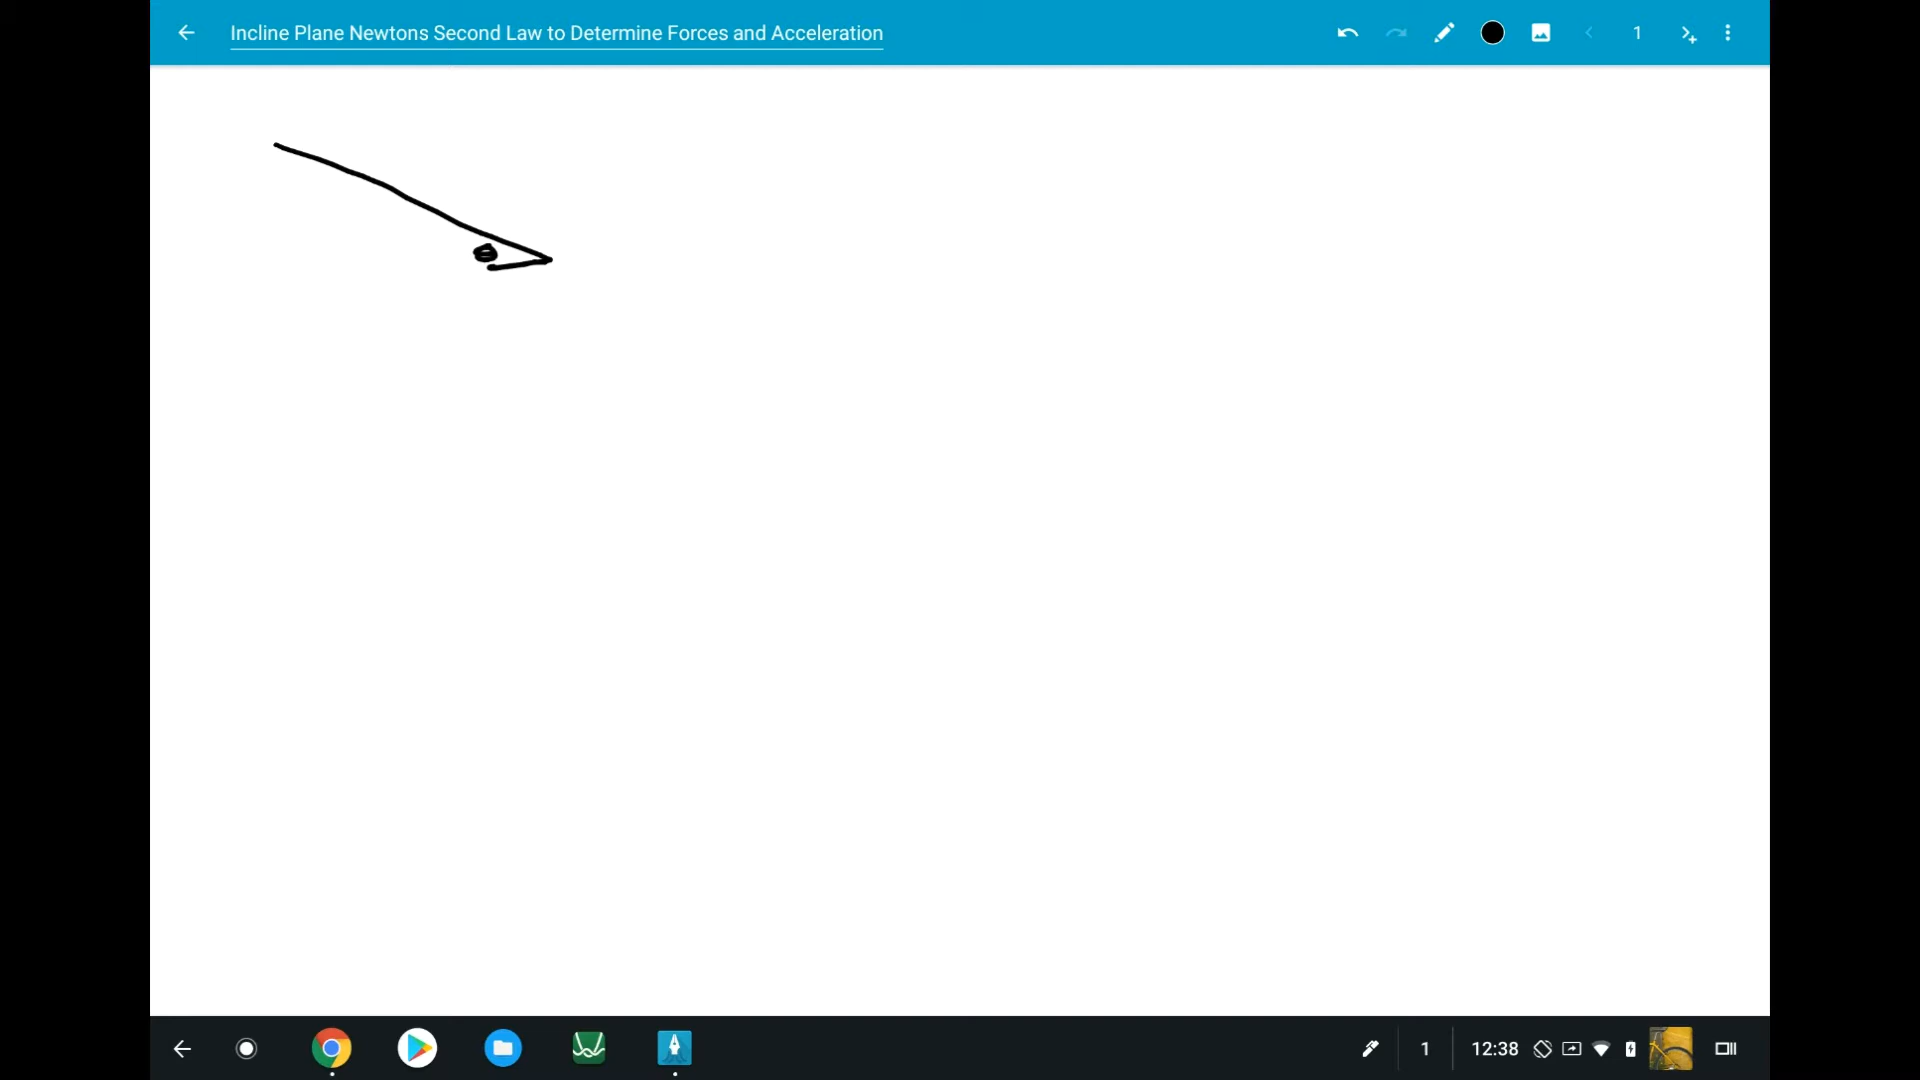 Incline Plane Newtons Second Law to Determine Forces and Acceleration
1
θ
1
12:38